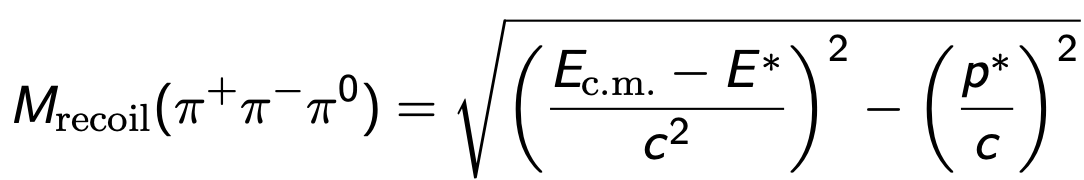 M_recoil(π⁺π⁻π⁰) = √((E_c.m. − E*)/c²)² − (p*/c)²